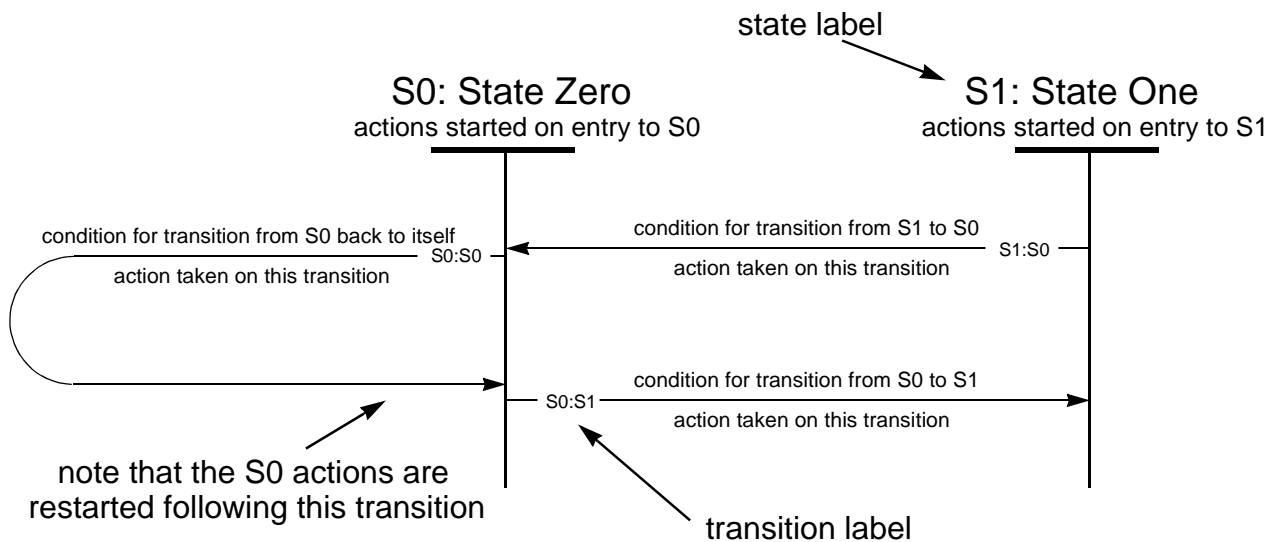 state label
S0: State Zero
actions started on entry to S0
S1: State One
actions started on entry to S1
condition for transition from S0 back to itself
S0:S0
action taken on this transition
condition for transition from S1 to S0
S1:S0
action taken on this transition
condition for transition from S0 to S1
S0:S1
action taken on this transition
note that the S0 actions are
restarted following this transition
transition label